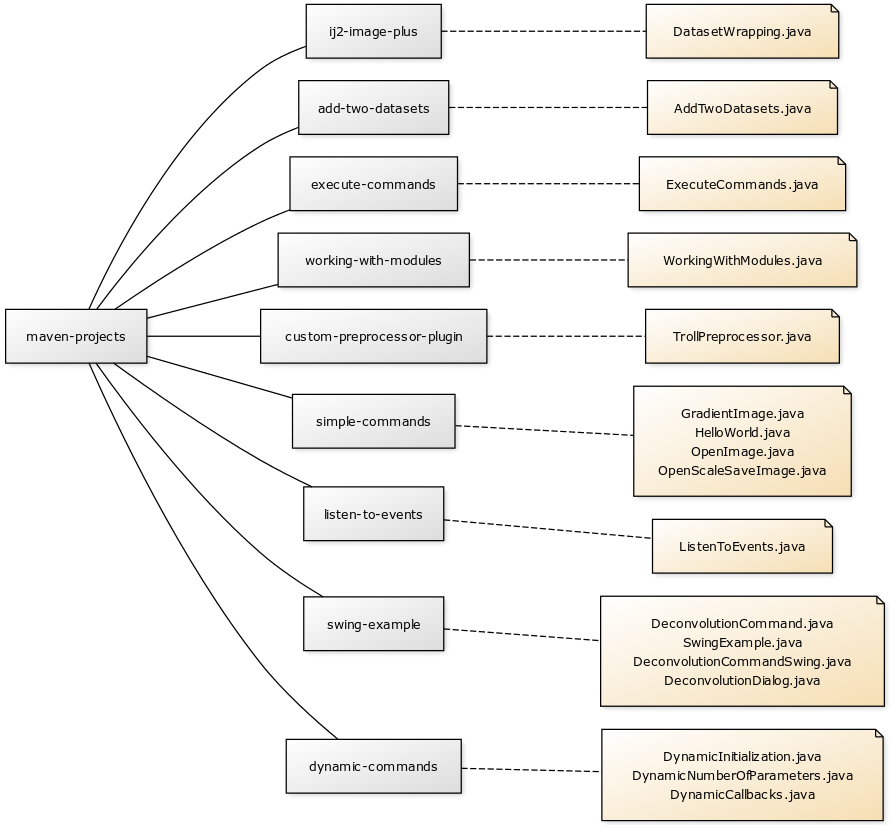 ij2-image-plus
DatasetWrapping.java
add-two-datasets
AddTwoDatasets.java
execute-commands
ExecuteCommands.java
working-with-modules
WorkingWithModules.java
maven-projects
custom-preprocessor-plugin
TrollPreprocessor.java
simple-commands
GradientImage.java
HelloWorld.java
OpenImage.java
OpenScaleSaveImage.java
listen-to-events
ListenToEvents.java
swing-example
DeconvolutionCommand.java
SwingExample.java
DeconvolutionCommandSwing.java
DeconvolutionDialog.java
dynamic-commands
DynamicInitialization.java
DynamicNumberOfParameters.java
DynamicCallbacks.java